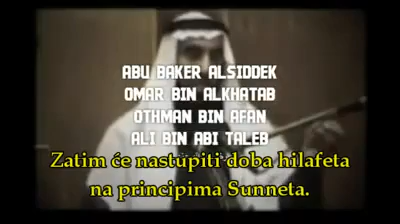 ABU BAKER ALSIDDEK
OMAR BIN ALKHATAB
OTHMAN BIN AFAN
ALI BIN ABI TALEB
Zatim će nastupiti doba hilafeta
na principima Sunneta.